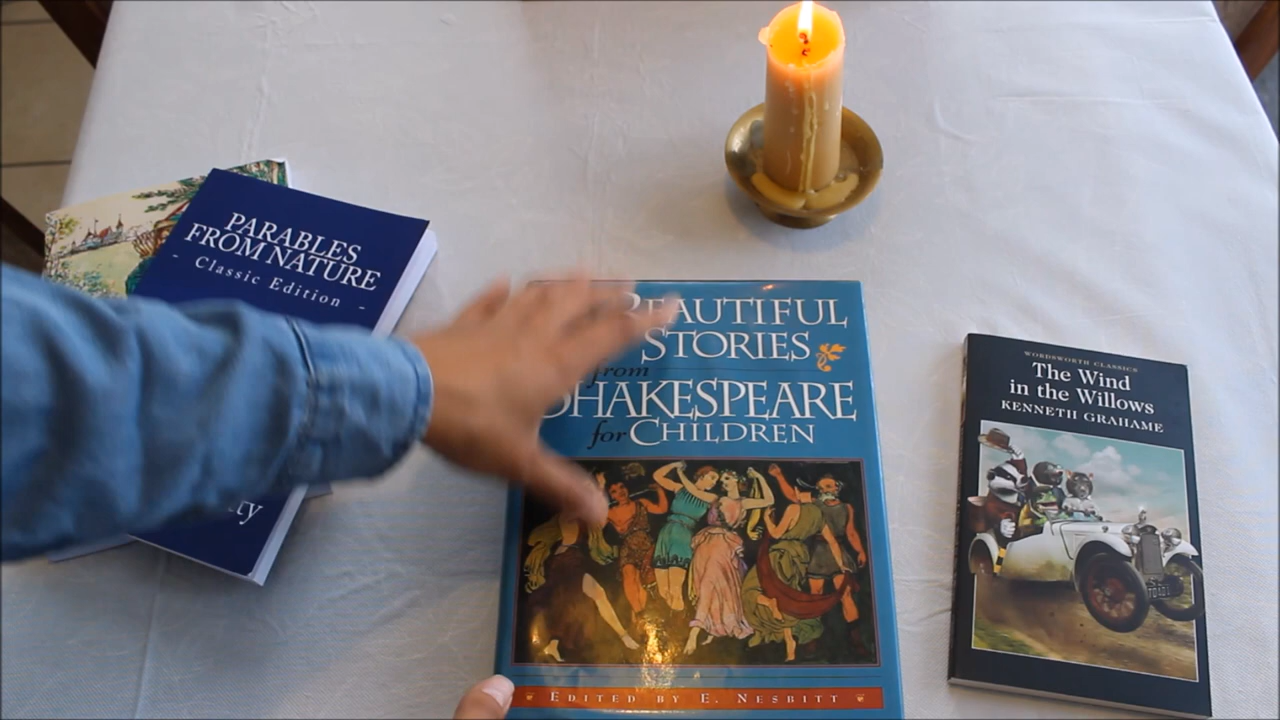 PARABLES
FROM NATURE
- Classic Edition -
BEAUTIFUL
STORIES
from
SHAKESPEARE
for CHILDREN
EDITED BY E. NESBITT
WORDSWORTH CLASSICS
The Wind
in the Willows
KENNETH GRAHAME